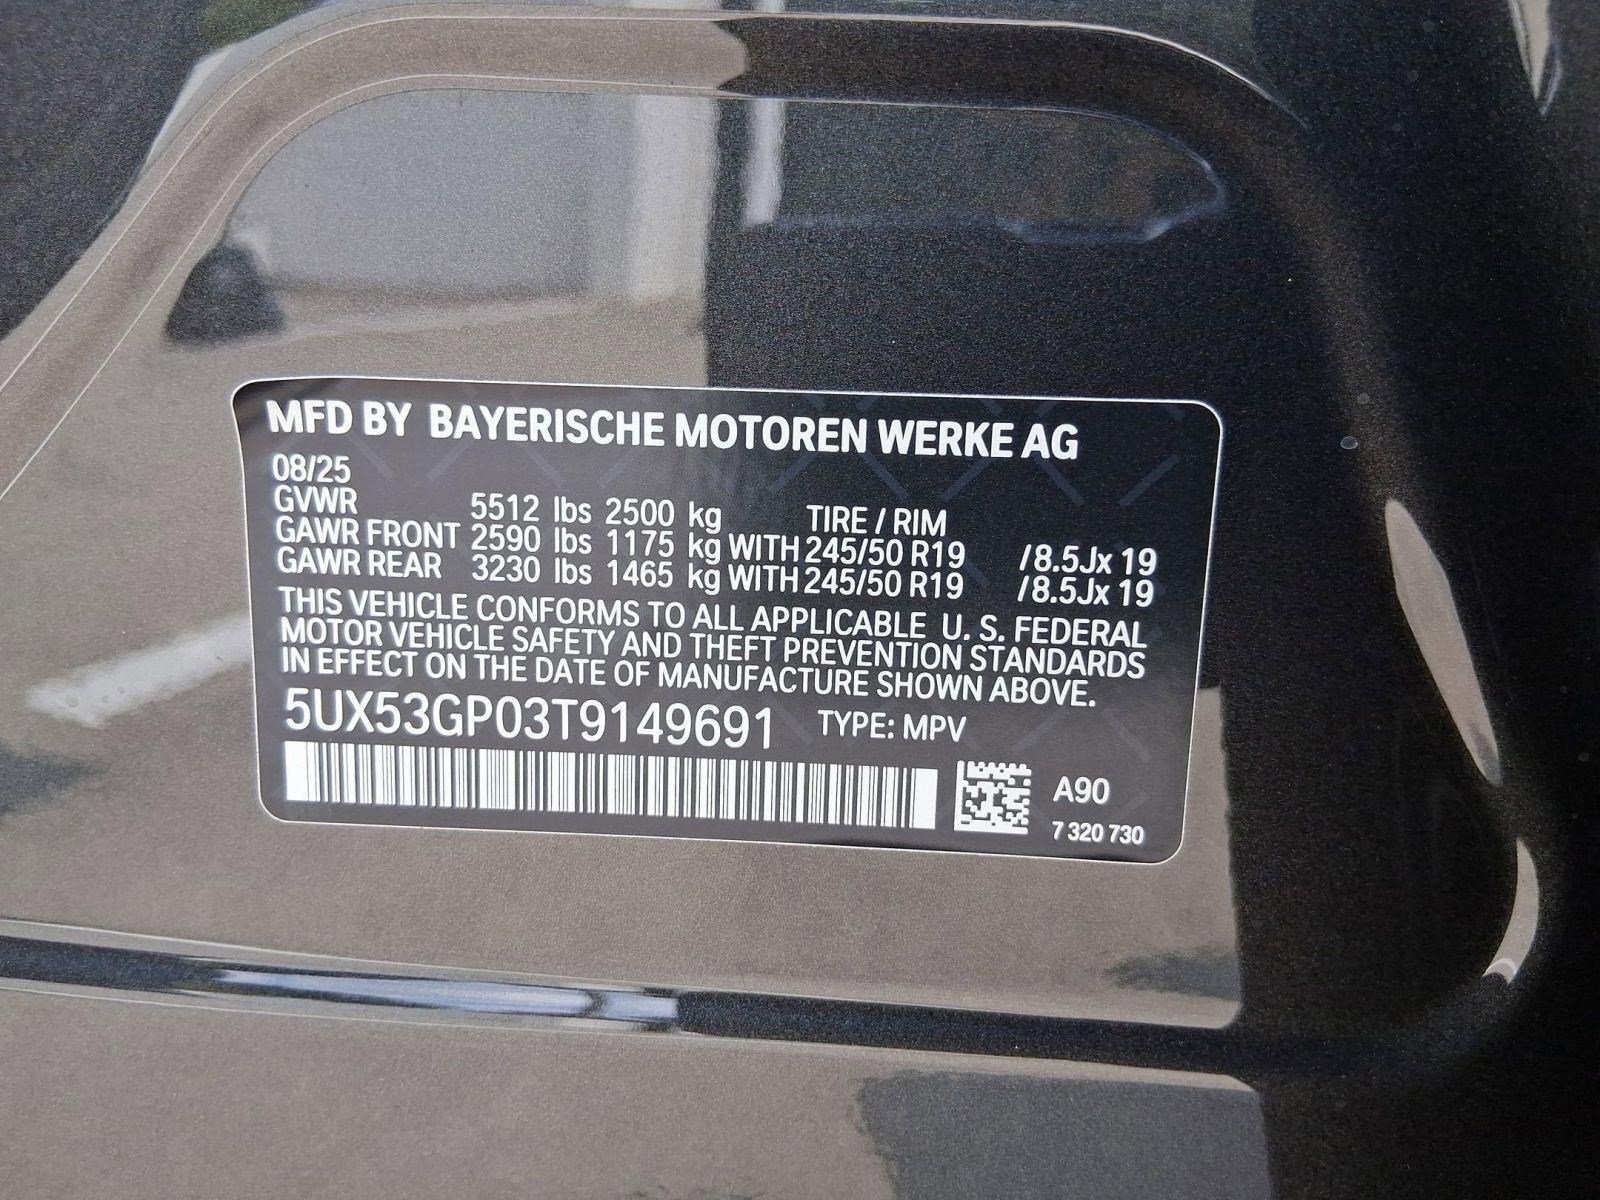 MFD BY BAYERISCHE MOTOREN WERKE AG
08/25
GVWR 5512 lbs 2500 kg TIRE / RIM
GAWR FRONT 2590 lbs 1175 kg WITH 245/50 R19 /8.5Jx 19
GAWR REAR 3230 lbs 1465 kg WITH 245/50 R19 /8.5Jx 19
THIS VEHICLE CONFORMS TO ALL APPLICABLE U. S. FEDERAL
MOTOR VEHICLE SAFETY AND THEFT PREVENTION STANDARDS
IN EFFECT ON THE DATE OF MANUFACTURE SHOWN ABOVE.
5UX53GP03T9149691 TYPE: MPV
A90
7 320 730